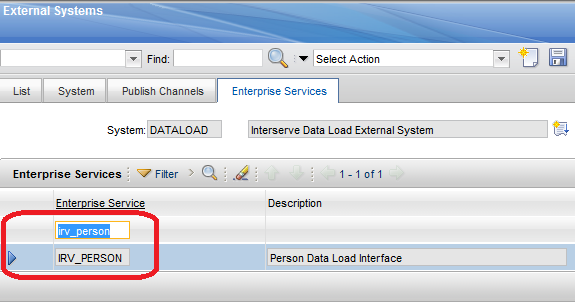 External Systems
Find: Select Action
List System Publish Channels Enterprise Services
System: DATALOAD Interserve Data Load External System
Enterprise Services Filter 1 - 1 of 1
Enterprise Service Description
irv_person
IRV_PERSON Person Data Load Interface